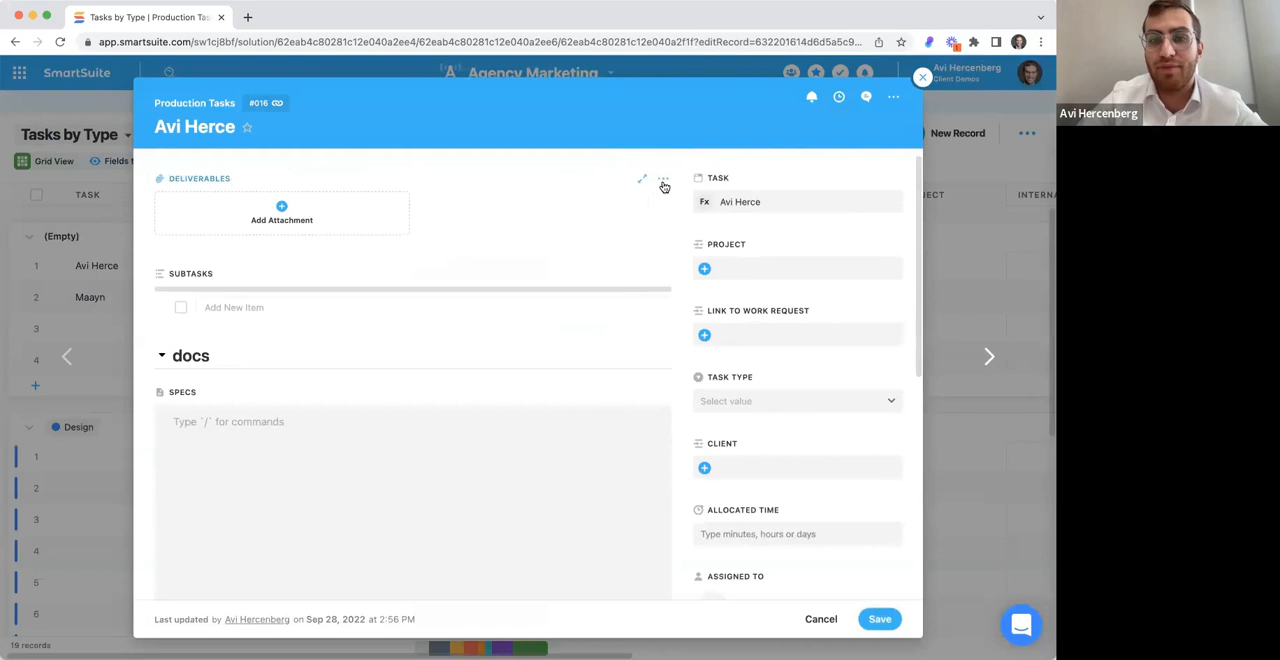 Tasks by Type | Production Tas
app.smartsuite.com/sw1cj8bf/solution/62eab4c80281c12e040a2ee4/62eab4c80281c12e040a2ee6/62eab4c80281c12e040a2f1f?editRecord=632201614d6d5a5c9...
SmartSuite
Agency Marketing
Avi Hercenberg
Client Demos
Avi Hercenberg
Production Tasks
#016
Avi Herce
Tasks by Type
New Record
Grid View
Fields
TASK
INTERNA
(Empty)
1
Avi Herce
2
Maayn
3
4
Design
1
2
3
4
5
6
19 records
DELIVERABLES
Add Attachment
SUBTASKS
Add New Item
docs
SPECS
Type `/` for commands
TASK
Fx
Avi Herce
PROJECT
LINK TO WORK REQUEST
TASK TYPE
Select value
CLIENT
ALLOCATED TIME
Type minutes, hours or days
ASSIGNED TO
Last updated by Avi Hercenberg on Sep 28, 2022 at 2:56 PM
Cancel
Save